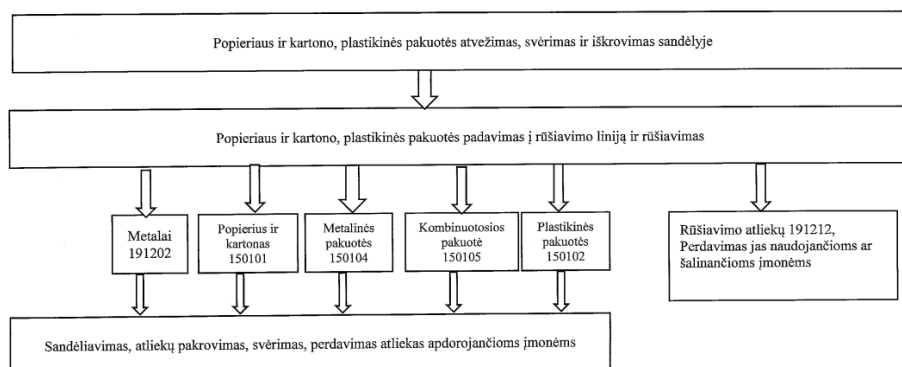 Popieriaus ir kartono, plastikinės pakuotės atvežimas, svėrimas ir iškrovimas sandėlyje
Popieriaus ir kartono, plastikinės pakuotės padavimas į rūšiavimo liniją ir rūšiavimas
Metalai
191202
Popierius ir
kartonas
150101
Metalinės
pakuotės
150104
Kombinuotosios
pakuotė
150105
Plastikinės
pakuotės
150102
Rūšiavimo atliekų 191212,
Perdavimas jas naudojančioms ar
šalinančioms įmonėms
Sandėliavimas, atliekų pakrovimas, svėrimas, perdavimas atliekas apdorojančioms įmonėms